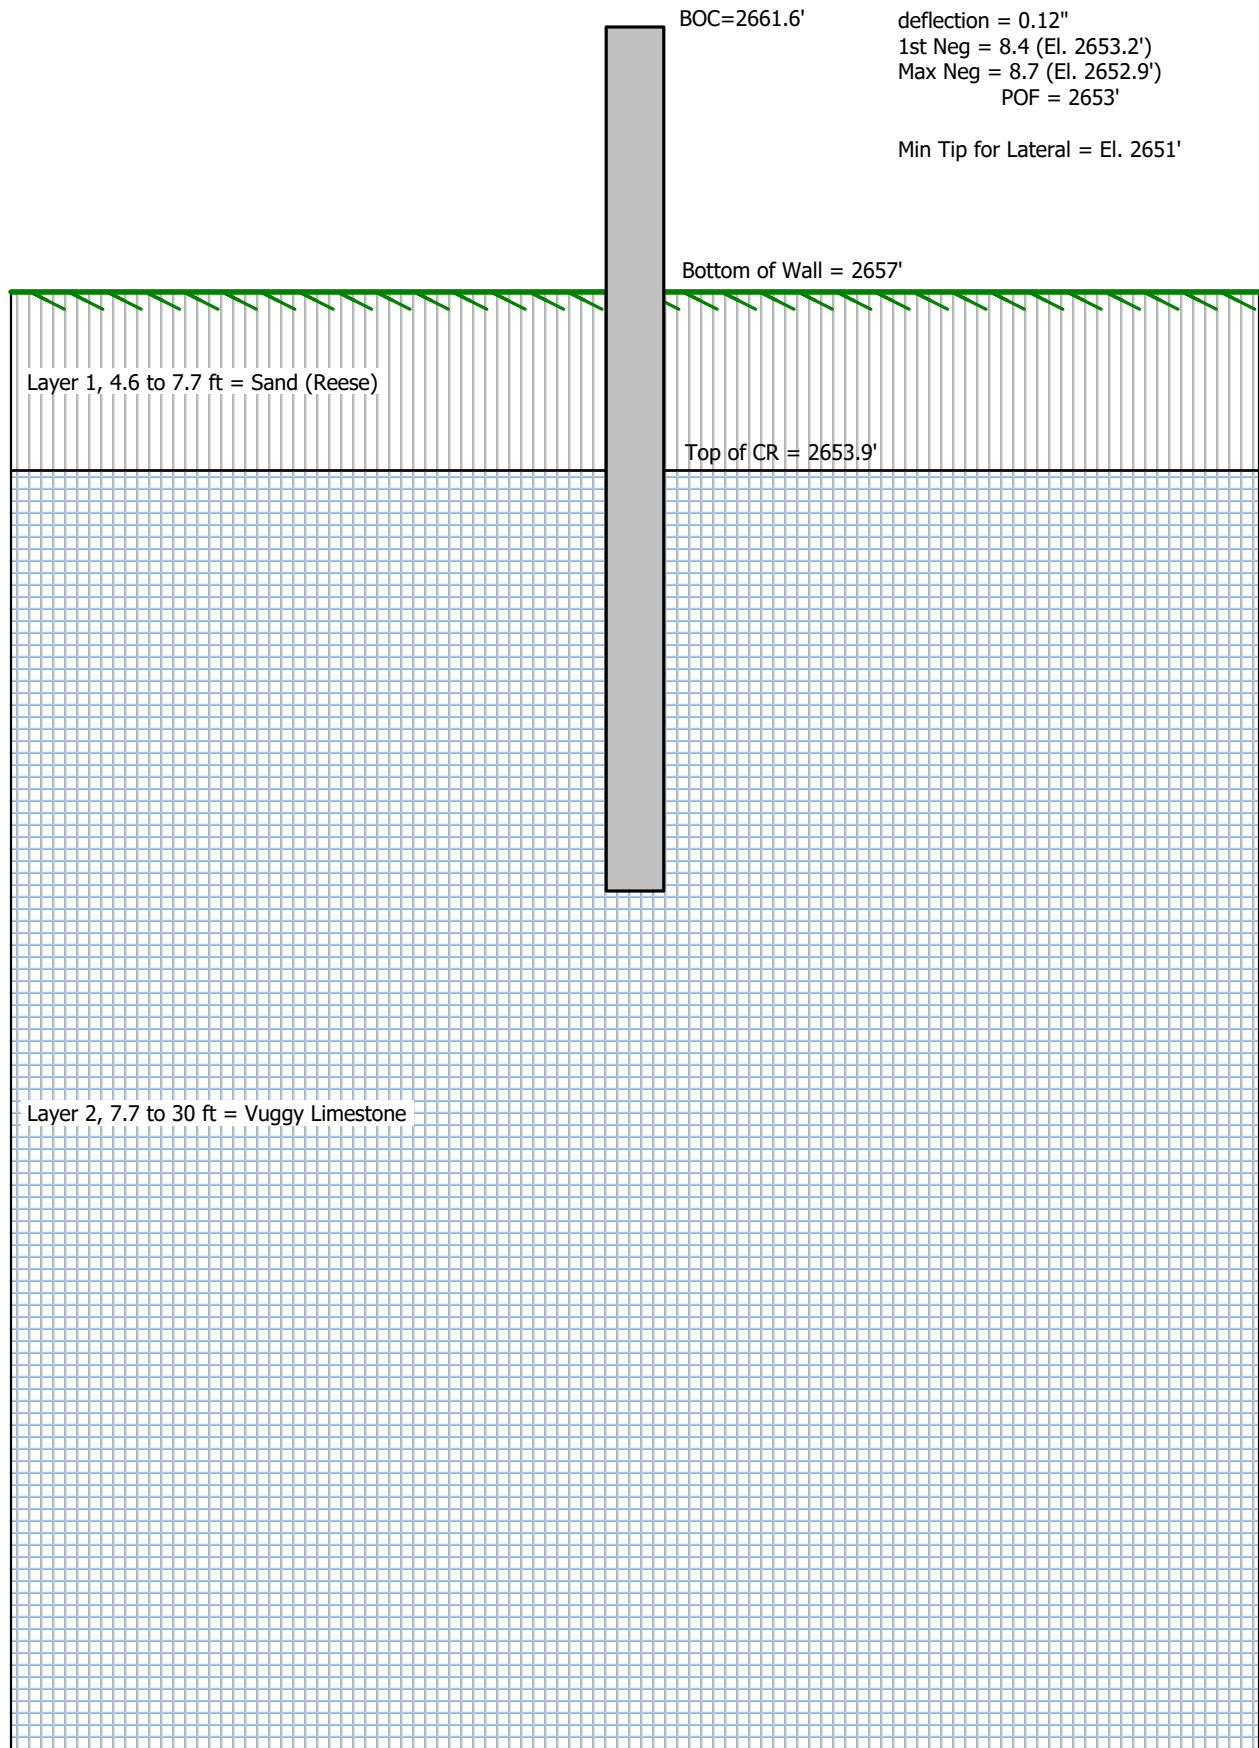 BOC=2661.6'
deflection = 0.12"
1st Neg = 8.4 (El. 2653.2')
Max Neg = 8.7 (El. 2652.9')
POF = 2653'
Min Tip for Lateral = El. 2651'
Bottom of Wall = 2657'
Layer 1, 4.6 to 7.7 ft = Sand (Reese)
Top of CR = 2653.9'
Layer 2, 7.7 to 30 ft = Vuggy Limestone